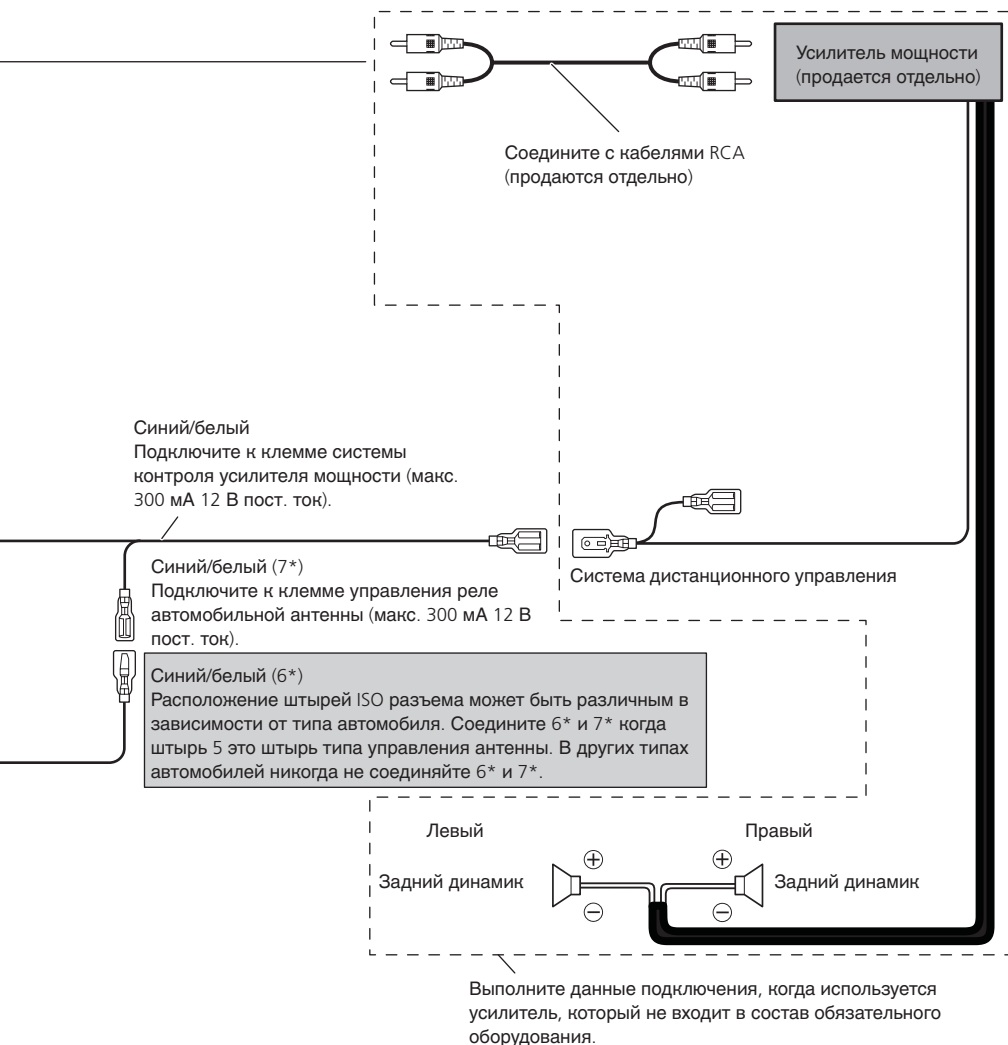 Усилитель мощности
(продается отдельно)
Соедините с кабелями RCA
(продаются отдельно)
Синий/белый
Подключите к клемме системы
контроля усилителя мощности (макс.
300 мА 12 В пост. ток).
Синий/белый (7*)
Подключите к клемме управления реле
автомобильной антенны (макс. 300 мА 12 В
пост. ток).
Система дистанционного управления
Синий/белый (6*)
Расположение штырей ISO разъема может быть различным в
зависимости от типа автомобиля. Соедините 6* и 7* когда
штырь 5 это штырь типа управления антенны. В других типах
автомобилей никогда не соединяйте 6* и 7*.
Левый
Правый
Задний динамик
Задний динамик
Выполните данные подключения, когда используется
усилитель, который не входит в состав обязательного
оборудования.